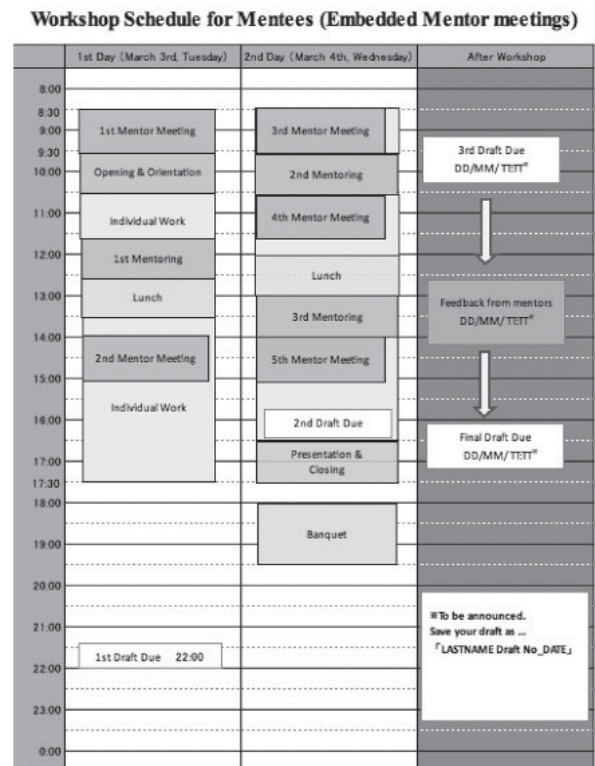 Workshop Schedule for Mentees (Embedded Mentor meetings)
1st Day (March 3rd, Tuesday)
2nd Day (March 4th, Wednesday)
After Workshop
8:00
8:30
9:00
9:30
10:00
11:00
12:00
13:00
14:00
15:00
16:00
17:00
17:30
18:00
19:00
20:00
21:00
22:00
23:00
0:00
1st Mentor Meeting
Opening & Orientation
Individual Work
1st Mentoring
Lunch
2nd Mentor Meeting
Individual Work
1st Draft Due 22:00
3rd Mentor Meeting
2nd Mentoring
4th Mentor Meeting
Lunch
3rd Mentoring
5th Mentor Meeting
2nd Draft Due
Presentation &
Closing
Banquet
3rd Draft Due
DD/MM/
Feedback from mentors
DD/MM/
Final Draft Due
DD/MM/
※To be announced.
Save your draft as ...
「LASTNAME Draft No_DATE」